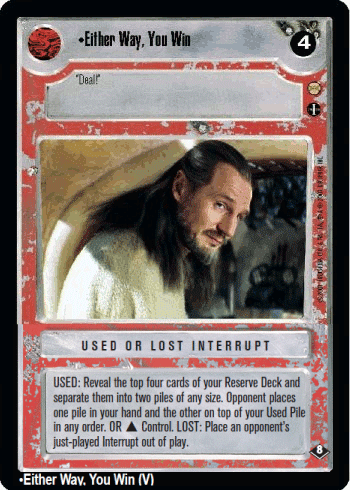 •Either Way, You Win
4
"Deal!"
USED OR LOST INTERRUPT
USED: Reveal the top four cards of your Reserve Deck and
separate them into two piles of any size. Opponent places
one pile in your hand and the other on top of your Used Pile
in any order. OR ▲ Control. LOST: Place an opponent's
just-played Interrupt out of play.
8
•Either Way, You Win (V)